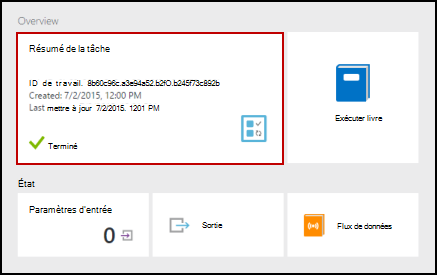 Overview
Résumé de la tâche
ID de travail. 8b60c96c.a3e94a52.b2fO.b245f73c892b
Created: 7/2/2015, 12:00 PM
Last mettre à jour 7/2/2015. 1201 PM
Terminé
Exécuter livre
État
Paramètres d'entrée
0
Sortie
Flux de données